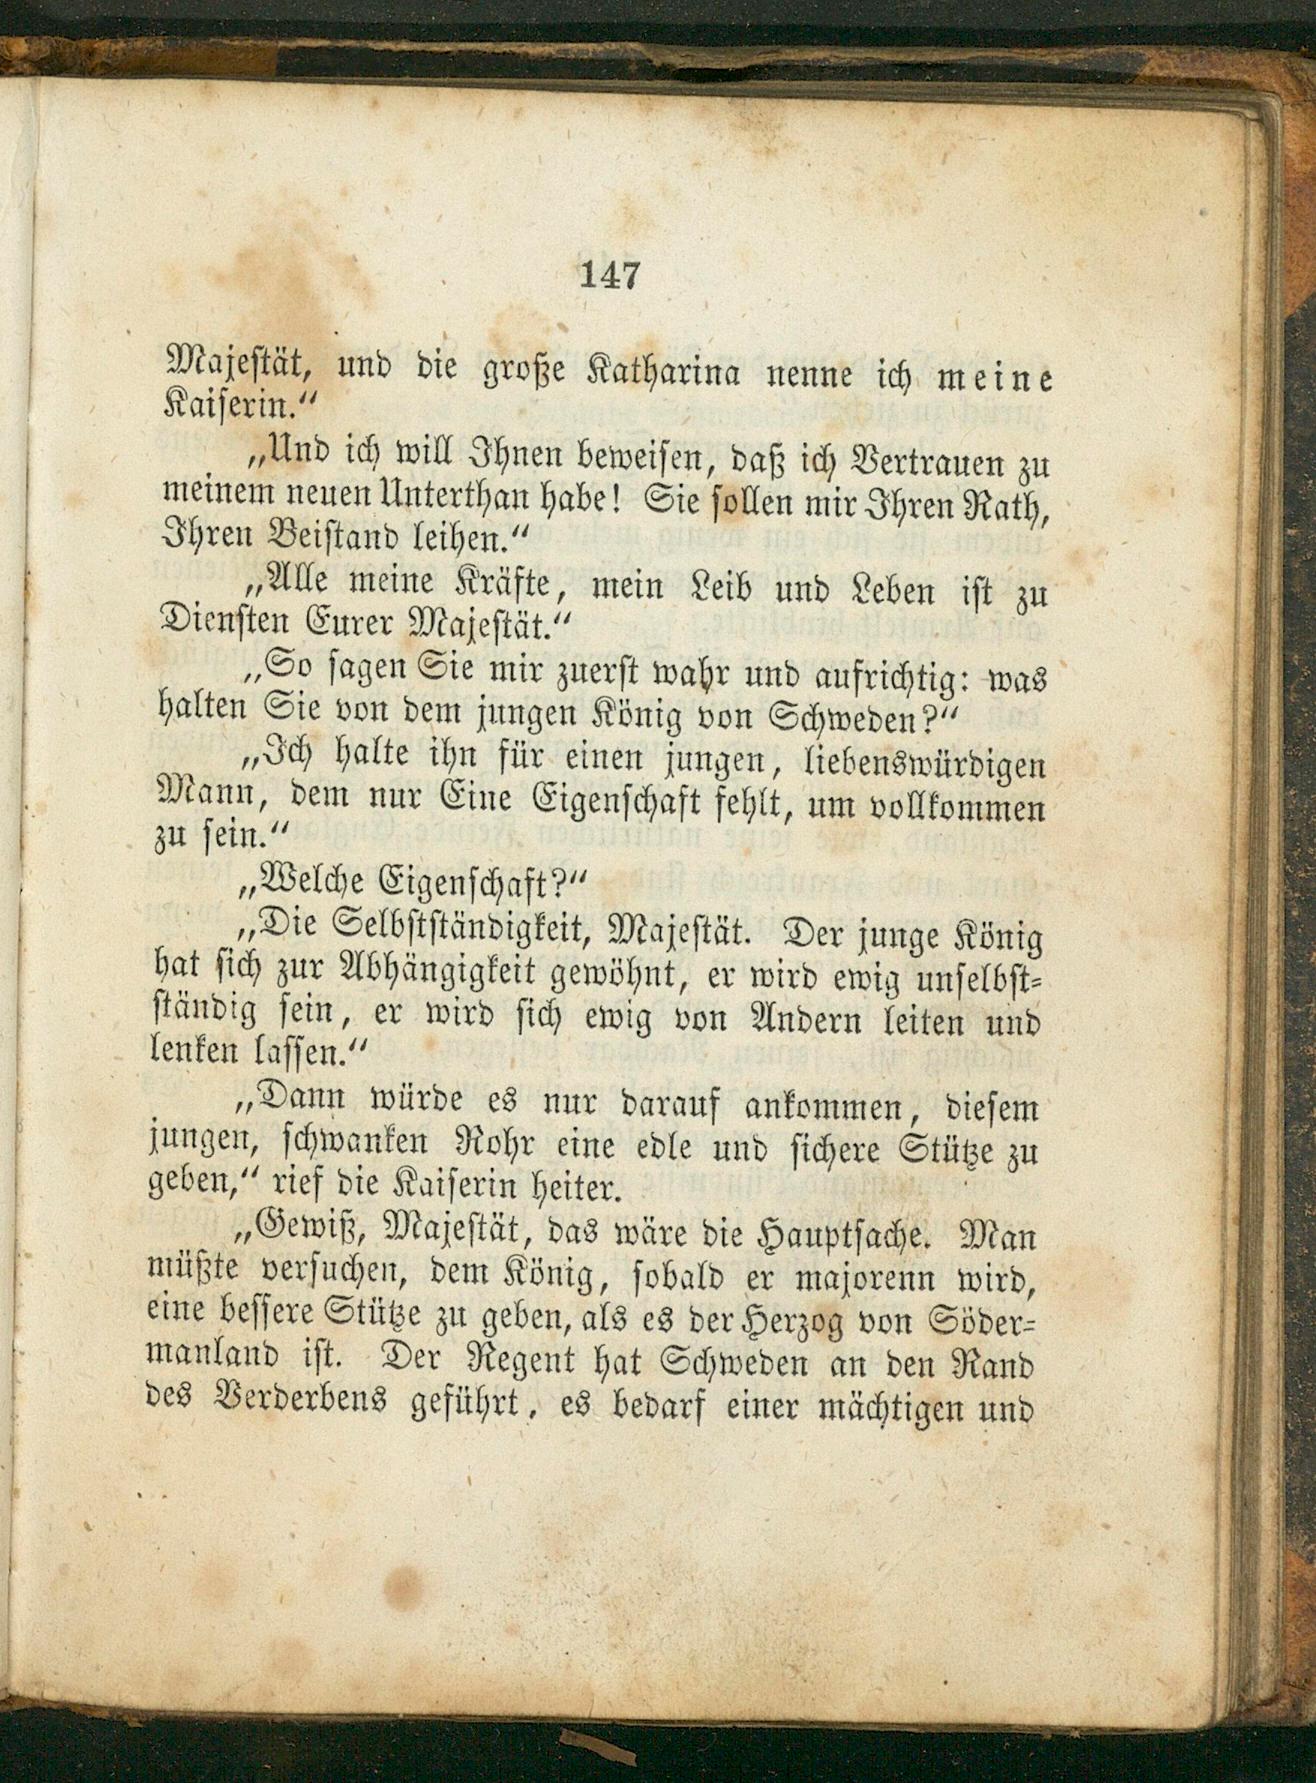 147
Majestät, und die große Katharina nenne ich meine
Kaiserin.“
„Und ich will Ihnen beweisen, daß ich Vertrauen zu
meinem neuen Unterthan habe! Sie sollen mir Ihren Rath,
Ihren Beistand leihen.“
„Alle meine Kräfte, mein Leib und Leben ist zu
Diensten Eurer Majestät.“
„So sagen Sie mir zuerst wahr und aufrichtig: was
halten Sie von dem jungen König von Schweden?“
„Ich halte ihn für einen jungen, liebenswürdigen
Mann, dem nur Eine Eigenschaft fehlt, um vollkommen
zu sein.“
„Welche Eigenschaft?“
„Die Selbstständigkeit, Majestät. Der junge König
hat sich zur Abhängigkeit gewöhnt, er wird ewig unselbst-
ständig sein, er wird sich ewig von Andern leiten und
lenken lassen.“
„Dann würde es nur darauf ankommen, diesem
jungen, schwanken Rohr eine edle und sichere Stütze zu
geben,“ rief die Kaiserin heiter.
„Gewiß, Majestät, das wäre die Hauptsache. Man
müßte versuchen, dem König, sobald er majorenn wird,
eine bessere Stütze zu geben, als es der Herzog von Söder-
manland ist. Der Regent hat Schweden an den Rand
des Verderbens geführt, es bedarf einer mächtigen und